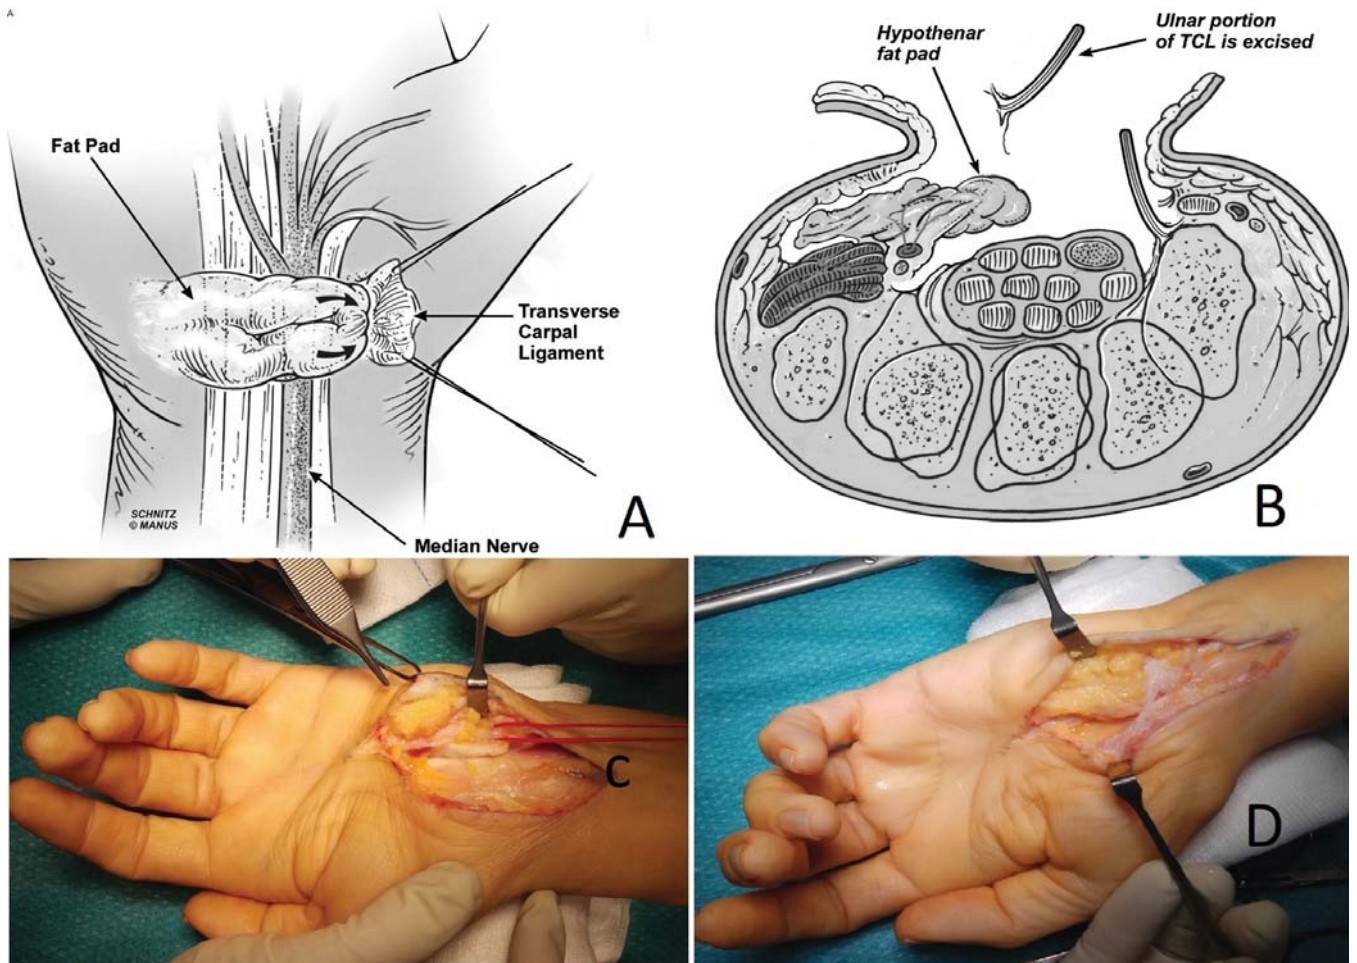 A
Fat Pad
Transverse
Carpal
Ligament
SCHNITZ
© MANUS
Median Nerve
A
Hypothenar
fat pad
Ulnar portion
of TCL is excised
B
C
D